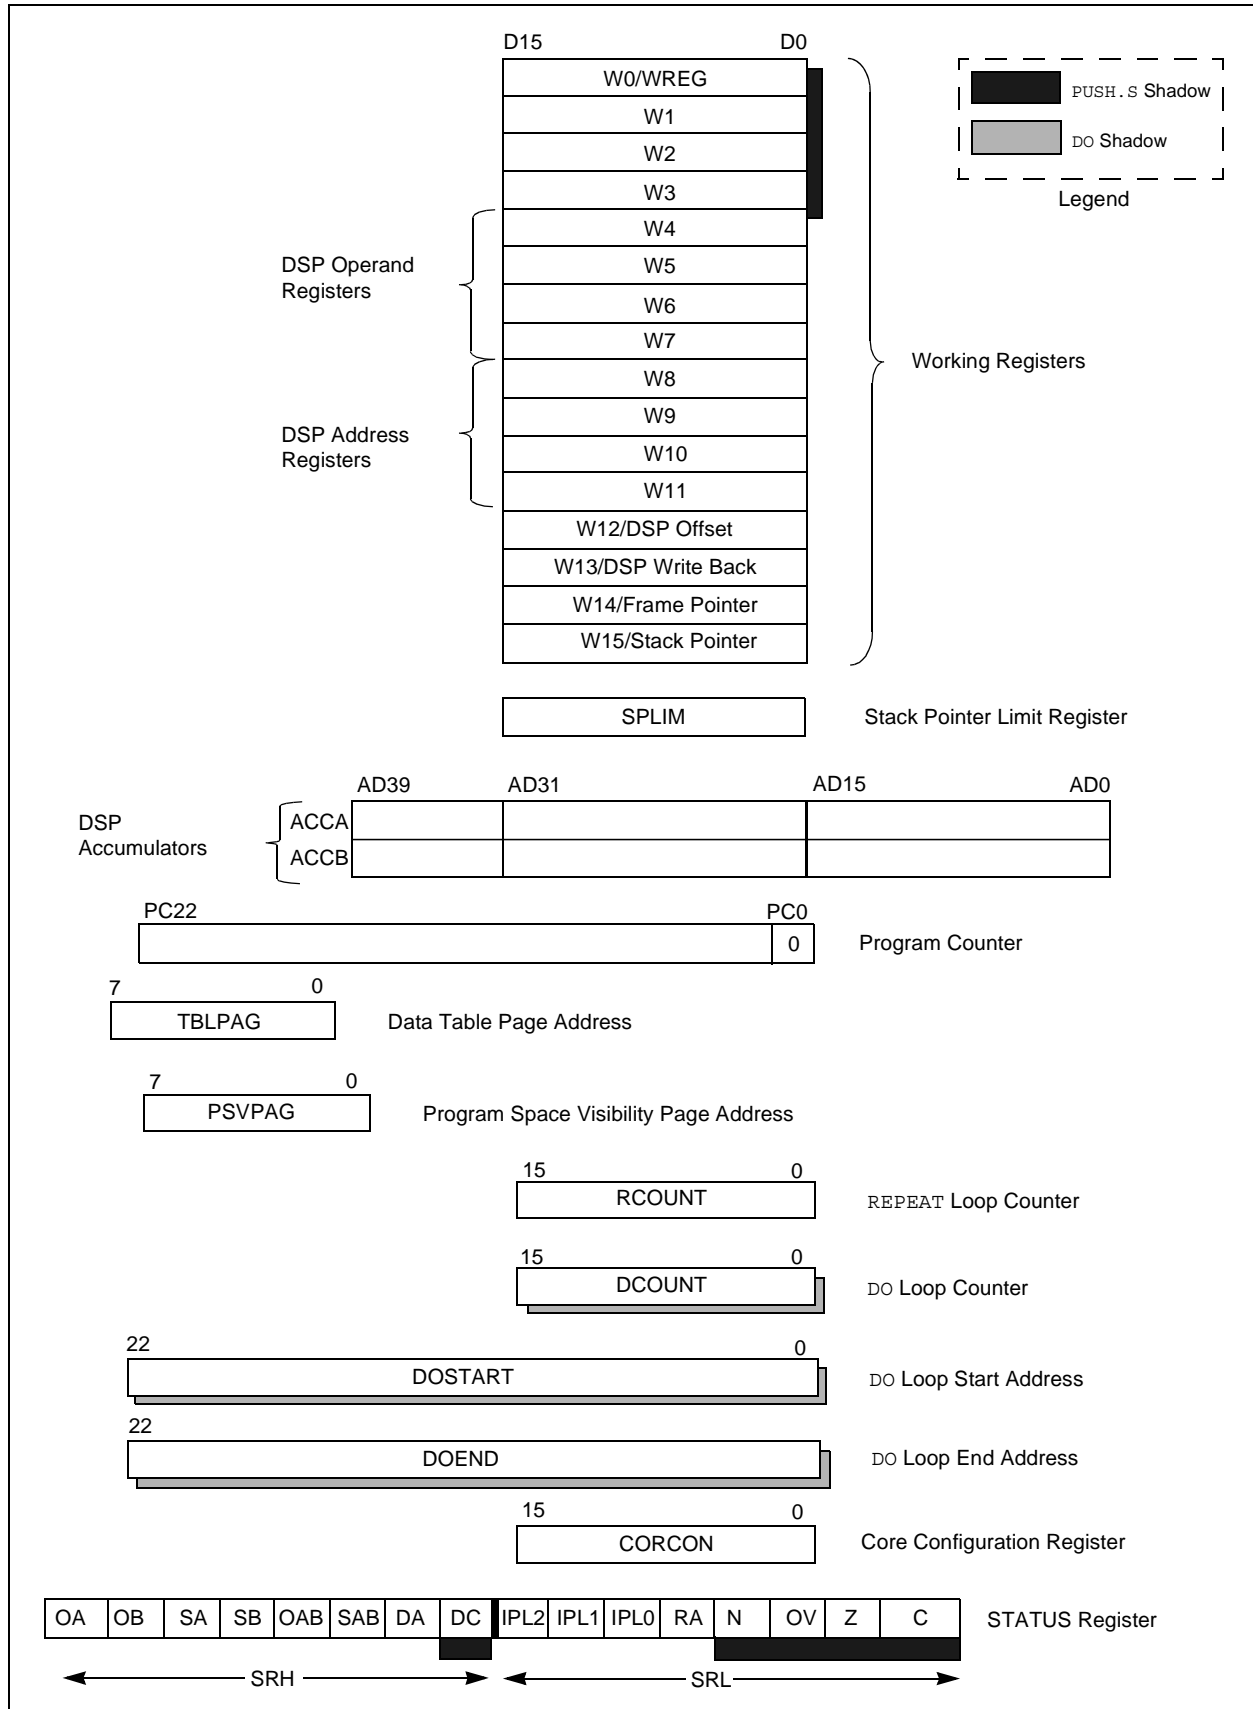 D15 D0
W0/WREG
W1
W2
W3
W4
W5
W6
W7
W8
W9
W10
W11
W12/DSP Offset
W13/DSP Write Back
W14/Frame Pointer
W15/Stack Pointer
PUSH.S Shadow
DO Shadow
Legend
DSP Operand
Registers
DSP Address
Registers
Working Registers
SPLIM Stack Pointer Limit Register
AD39 AD31 AD15 AD0
DSP
Accumulators
ACCA
ACCB
PC22 PC0
0 Program Counter
7 0
TBLPAG Data Table Page Address
7 0
PSVPAG Program Space Visibility Page Address
15 0
RCOUNT REPEAT Loop Counter
15 0
DCOUNT DO Loop Counter
22 0
DOSTART DO Loop Start Address
22
DOEND DO Loop End Address
15 0
CORCON Core Configuration Register
OA OB SA SB OAB SAB DA DC IPL2 IPL1 IPL0 RA N OV Z C STATUS Register
SRH SRL